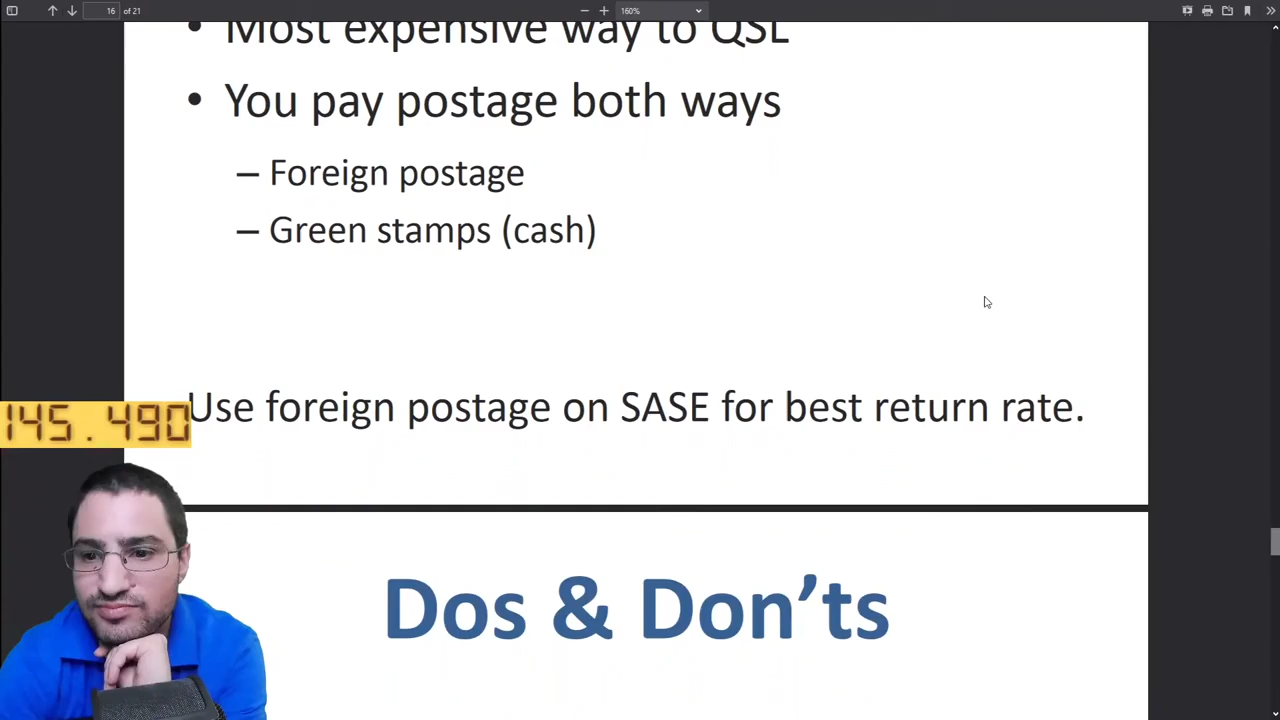 16 of 21
160%
• Most expensive way to QSL
• You pay postage both ways
– Foreign postage
– Green stamps (cash)
Use foreign postage on SASE for best return rate.
145.490
Dos & Don’ts